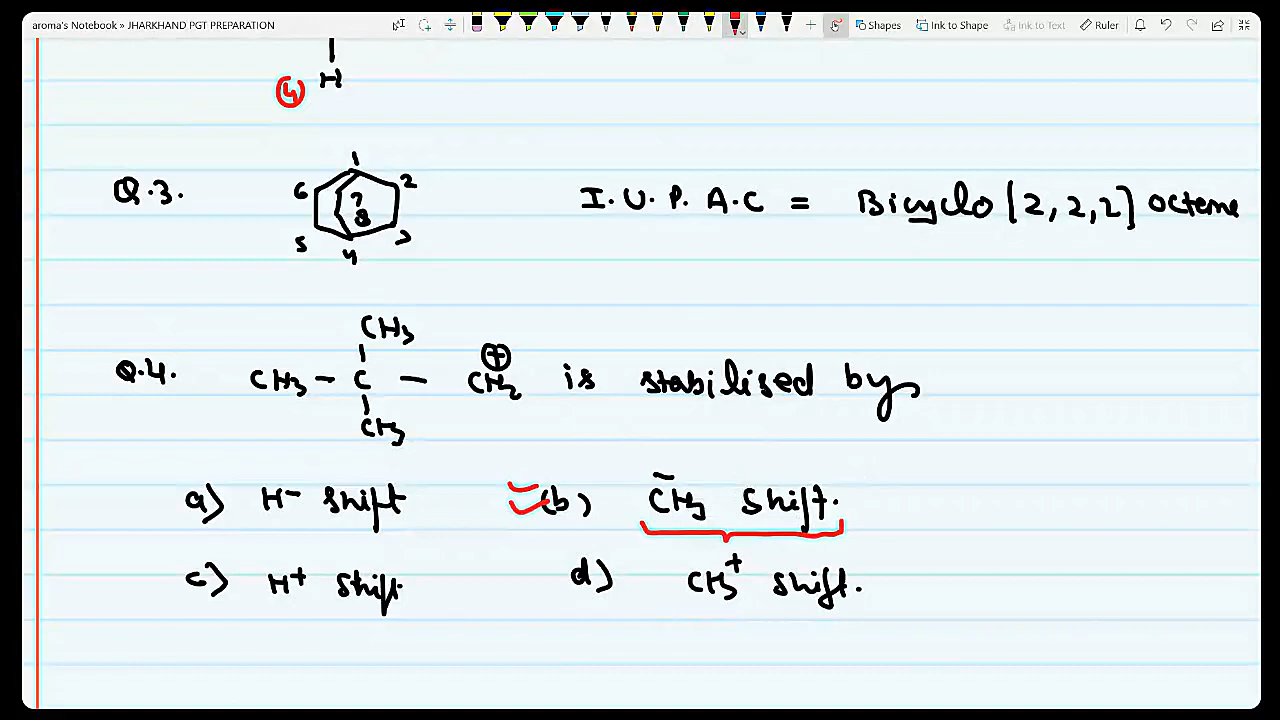 aroma's Notebook » JHARKHAND PGT PREPARATION
Shapes Ink to Shape Ink to Text Ruler
H
4
Q.3. 1 2 3 4 5 6 7 8 I.U.P.A.C = Bicyclo [2,2,2] octene
CH3
Q.4. CH3 - C - CH2 ⊕ is stabilised by,
CH3
a) H- shift (b) C̄H3 Shift.
c) H+ shift. d) CH3+ shift.